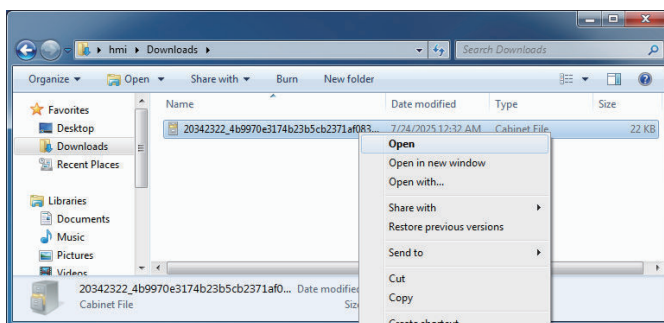 hmi ▸ Downloads ▸
Search Downloads
Organize Open Share with Burn New folder
Favorites
Desktop
Downloads
Recent Places
Libraries
Documents
Music
Pictures
Videos
Name Date modified Type Size
20342322_4b9970e3174b23b5cb2371af083... 7/24/2025 12:32 AM Cabinet File 22 KB
Open
Open in new window
Open with...
Share with
Restore previous versions
Send to
Cut
Copy
Create shortcut
20342322_4b9970e3174b23b5cb2371af0... Date modified
Cabinet File Size